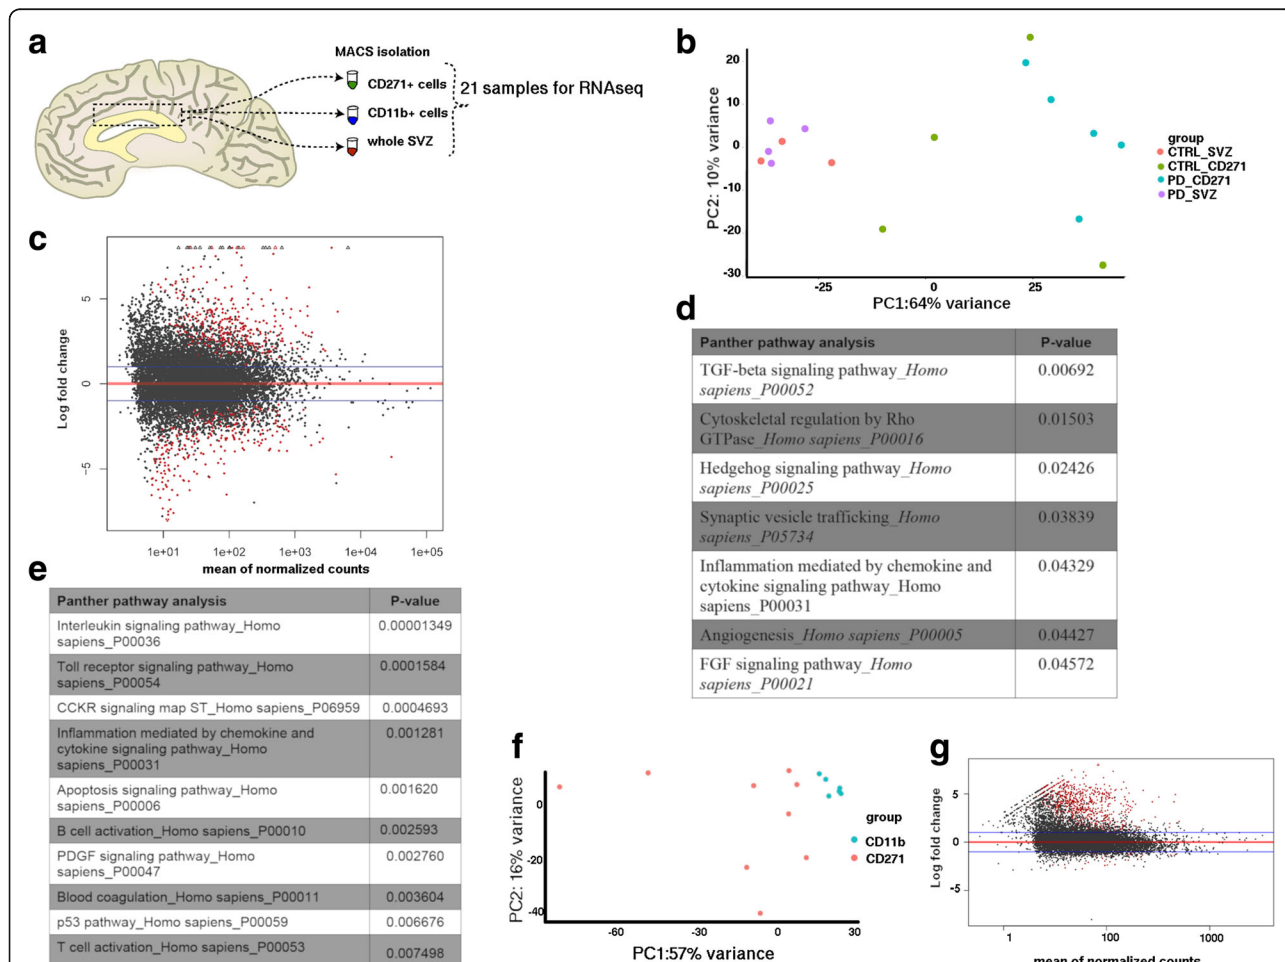 a
MACS isolation
CD271+ cells
CD11b+ cells
whole SVZ
21 samples for RNAseq
b
20
10
0
-10
-20
-30
PC2: 10% variance
-25
0
25
PC1:64% variance
group
CTRL_SVZ
CTRL_CD271
PD_CD271
PD_SVZ
c
Log fold change
5
0
-5
1e+01
1e+02
1e+03
1e+04
1e+05
mean of normalized counts
d
Panther pathway analysis
P-value
TGF-beta signaling pathway_Homo
sapiens_P00052
0.00692
Cytoskeletal regulation by Rho
GTPase_Homo sapiens_P00016
0.01503
Hedgehog signaling pathway_Homo
sapiens_P00025
0.02426
Synaptic vesicle trafficking_Homo
sapiens_P05734
0.03839
Inflammation mediated by chemokine and
cytokine signaling pathway_Homo
sapiens_P00031
0.04329
Angiogenesis_Homo sapiens_P00005
0.04427
FGF signaling pathway_Homo
sapiens_P00021
0.04572
e
Panther pathway analysis
P-value
Interleukin signaling pathway_Homo
sapiens_P00036
0.00001349
Toll receptor signaling pathway_Homo
sapiens_P00054
0.0001584
CCKR signaling map ST_Homo sapiens_P06959
0.0004693
Inflammation mediated by chemokine and
cytokine signaling pathway_Homo
sapiens_P00031
0.001281
Apoptosis signaling pathway_Homo
sapiens_P00006
0.001620
B cell activation_Homo sapiens_P00010
0.002593
PDGF signaling pathway_Homo
sapiens_P00047
0.002760
Blood coagulation_Homo sapiens_P00011
0.003604
p53 pathway_Homo sapiens_P00059
0.006676
T cell activation_Homo sapiens_P00053
0.007498
f
PC2: 16% variance
0
-20
-40
-60
-30
0
30
PC1:57% variance
group
CD11b
CD271
g
Log fold change
5
0
-5
1
100
1000
mean of normalized counts